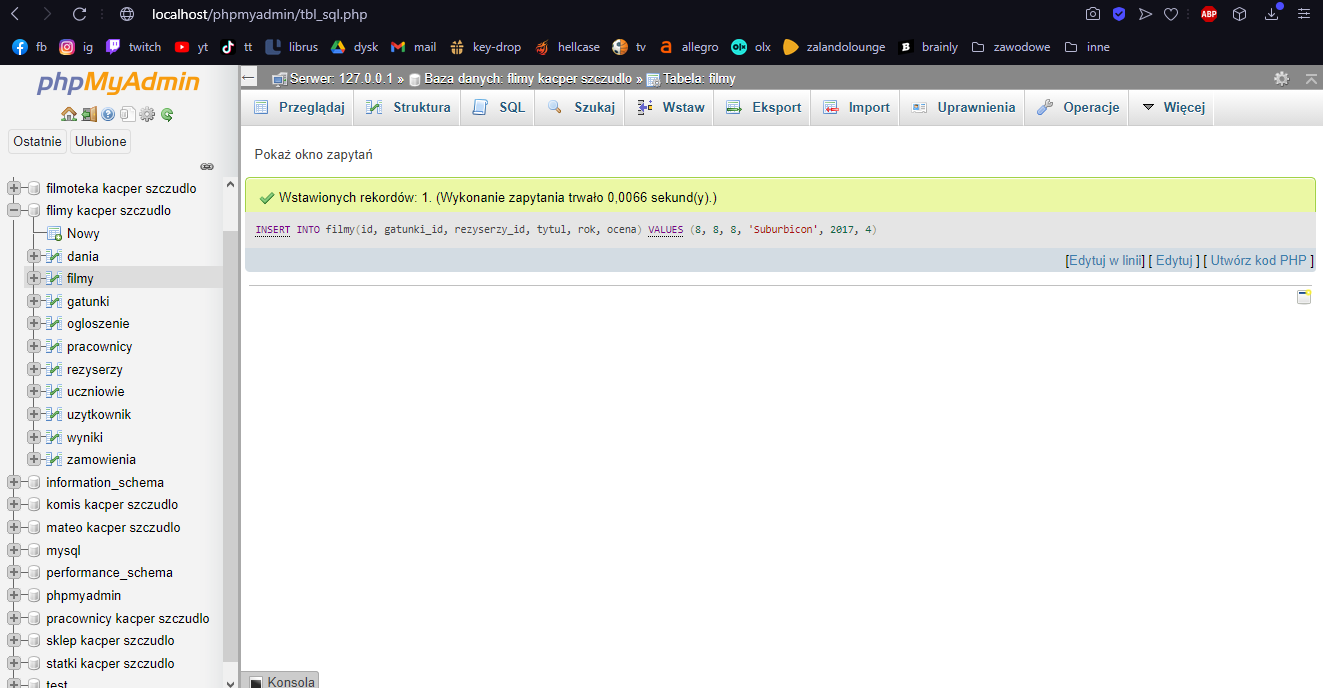 localhost/phpmyadmin/tbl_sql.php
ABP
fb ig twitch yt tt librus dysk mail key-drop hellcase tv allegro olx zalandolounge brainly zawodowe inne
phpMyAdmin
Ostatnie Ulubione
filmoteka kacper szczudlo
flimy kacper szczudlo
Nowy
dania
filmy
gatunki
ogloszenie
pracownicy
rezyserzy
uczniowie
uzytkownik
wyniki
zamowienia
information_schema
komis kacper szczudlo
mateo kacper szczudlo
mysql
performance_schema
phpmyadmin
pracownicy kacper szczudlo
sklep kacper szczudlo
statki kacper szczudlo
test
Serwer: 127.0.0.1 » Baza danych: flimy kacper szczudlo » Tabela: filmy
Przeglądaj Struktura SQL Szukaj Wstaw Eksport Import Uprawnienia Operacje Więcej
Pokaż okno zapytań
Wstawionych rekordów: 1. (Wykonanie zapytania trwało 0,0066 sekund(y).)
INSERT INTO filmy(id, gatunki_id, rezyserzy_id, tytul, rok, ocena) VALUES (8, 8, 8, 'Suburbicon', 2017, 4)
[Edytuj w linii] [ Edytuj ] [ Utwórz kod PHP ]
Konsola